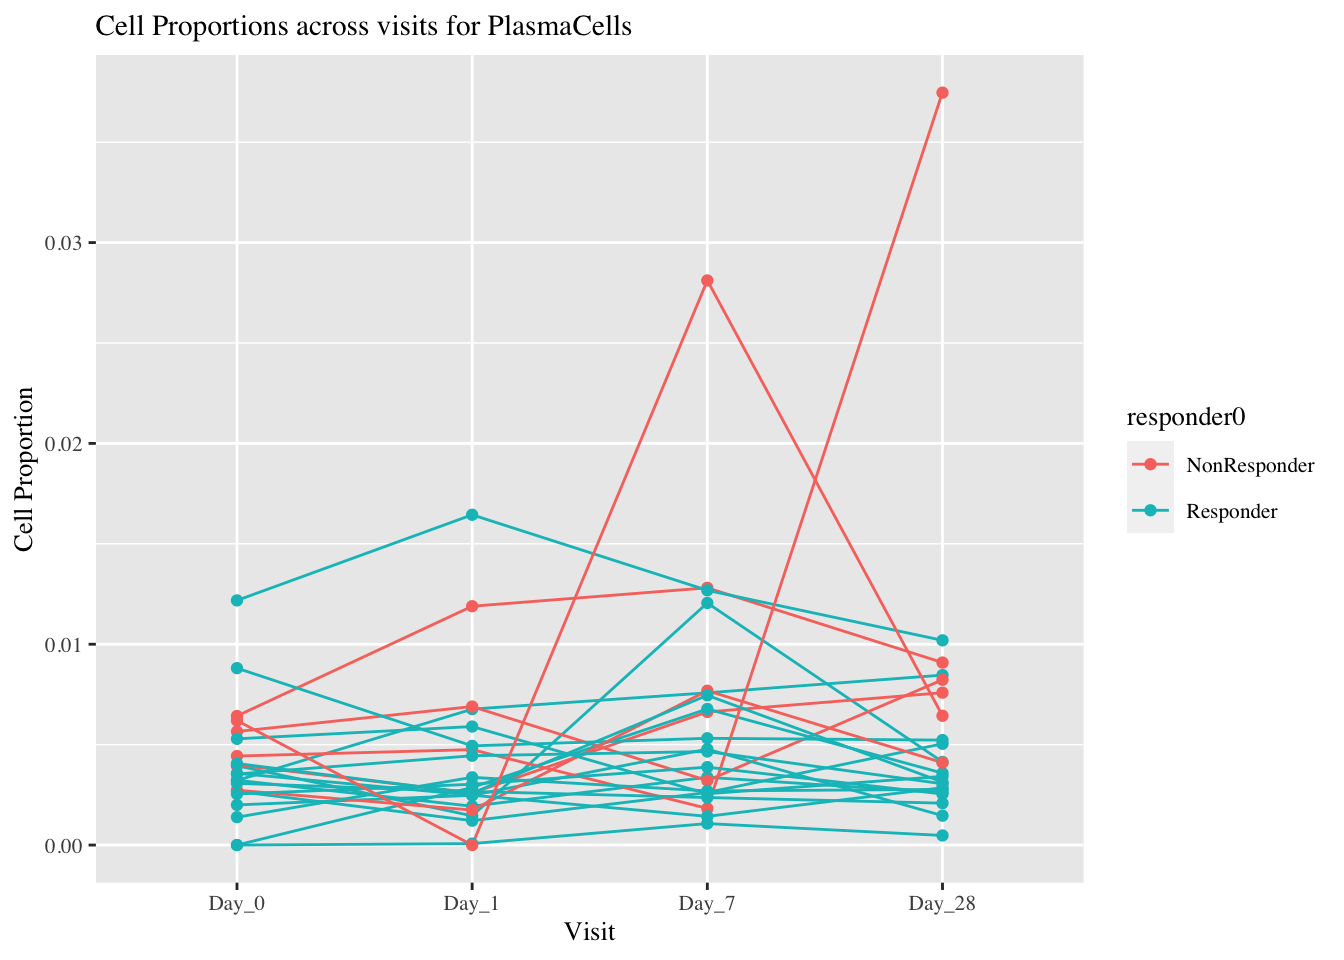 Cell Proportions across visits for PlasmaCells
Cell Proportion
0.03
0.02
0.01
0.00
Day_0 Day_1 Day_7 Day_28
Visit
responder0
NonResponder
Responder